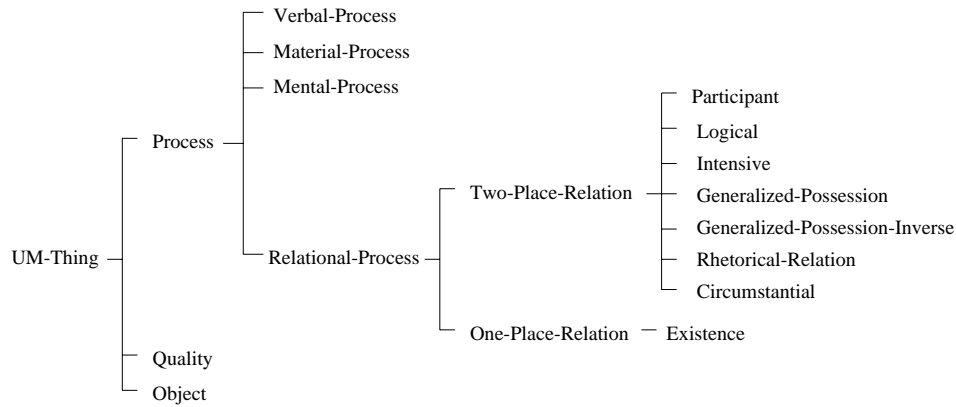 Verbal-Process
Material-Process
Mental-Process
Participant
Process
Logical
Intensive
Two-Place-Relation
Generalized-Possession
Generalized-Possession-Inverse
UM-Thing
Relational-Process
Rhetorical-Relation
Circumstantial
One-Place-Relation
Existence
Quality
Object